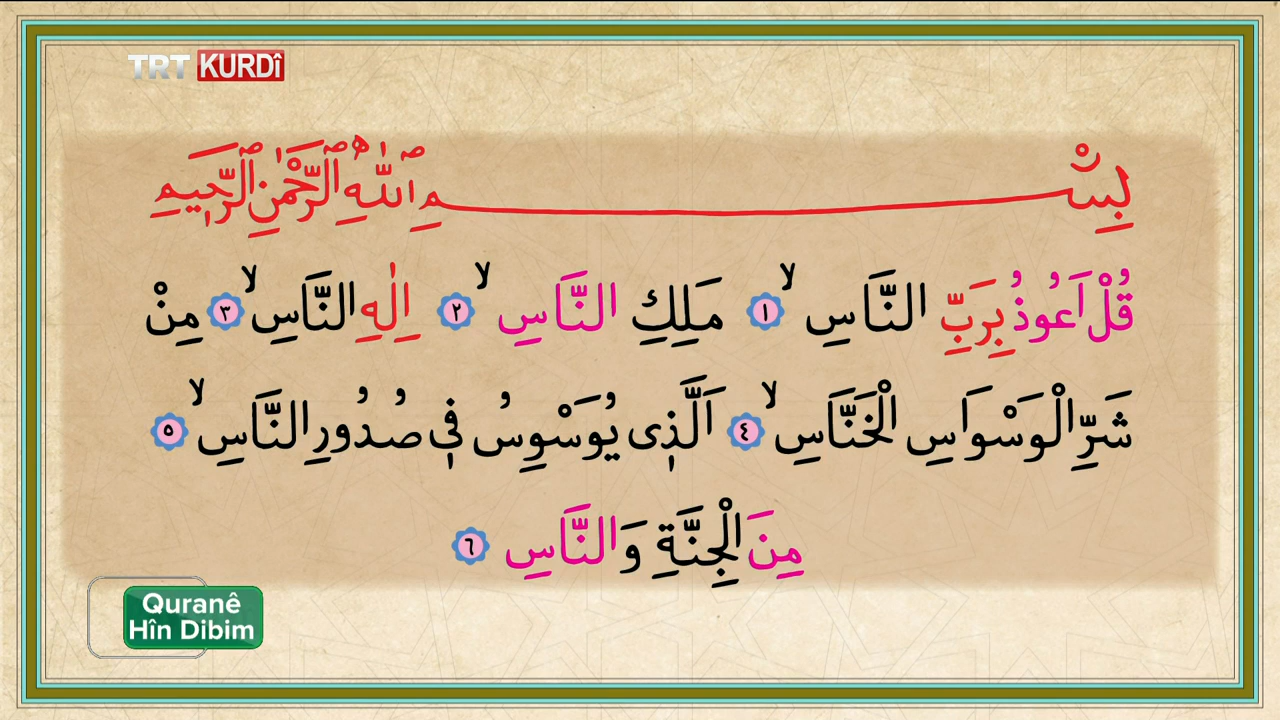 TRT KURDî
بِسْمِ اللّٰهِ الرَّحْمٰنِ الرَّحٖيمِ
قُلْ اَعُوذُ بِرَبِّ النَّاسِۙ ١ مَلِكِ النَّاسِۙ ٢ اِلٰهِ النَّاسِۙ ٣ مِنْ
شَرِّ الْوَسْوَاسِ الْخَنَّاسِۙ ٤ اَلَّذٖى يُوَسْوِسُ فٖى صُدُورِ النَّاسِۙ ٥
مِنَ الْجِنَّةِ وَالنَّاسِ ٦
Quranê
Hîn Dibim